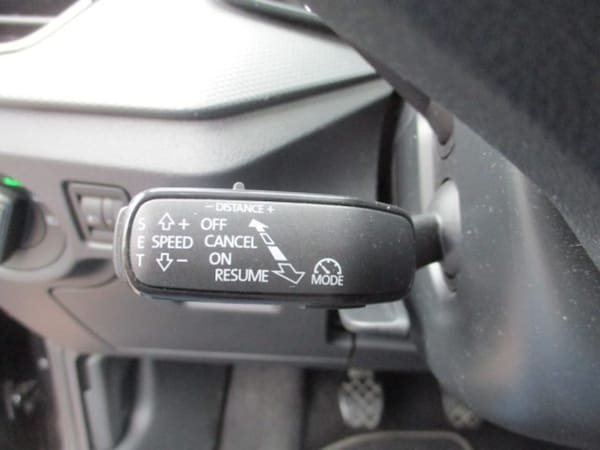 - DISTANCE +
S + OFF
E SPEED CANCEL
T - ON
RESUME
MODE